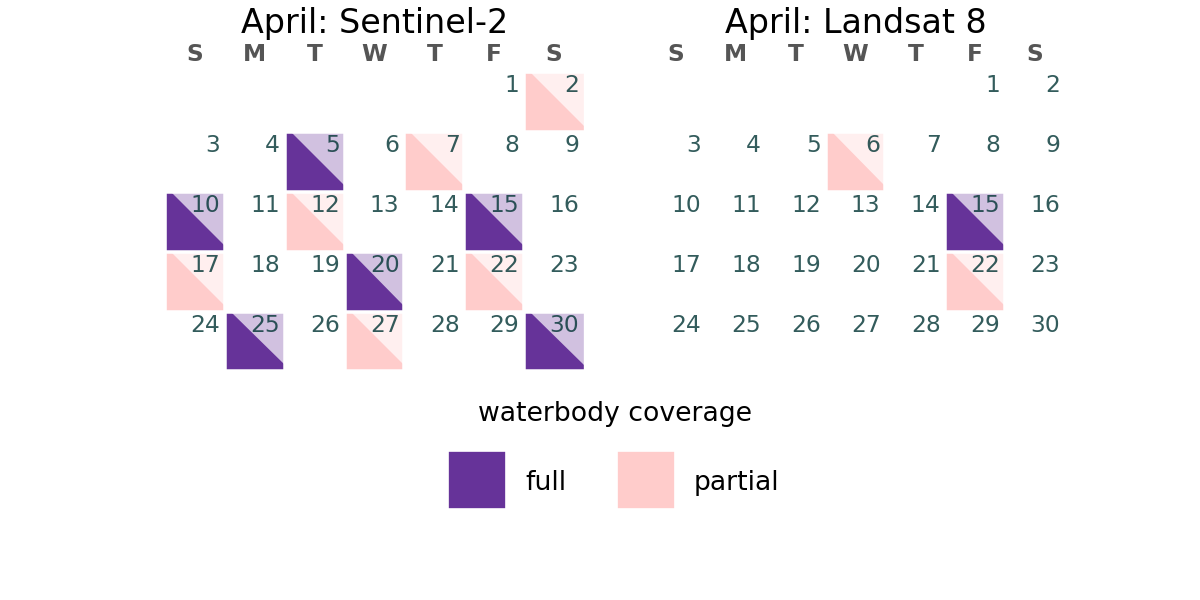 April: Sentinel-2
S M T W T F S
1 2
3 4 5 6 7 8 9
10 11 12 13 14 15 16
17 18 19 20 21 22 23
24 25 26 27 28 29 30
April: Landsat 8
S M T W T F S
1 2
3 4 5 6 7 8 9
10 11 12 13 14 15 16
17 18 19 20 21 22 23
24 25 26 27 28 29 30
waterbody coverage
full partial